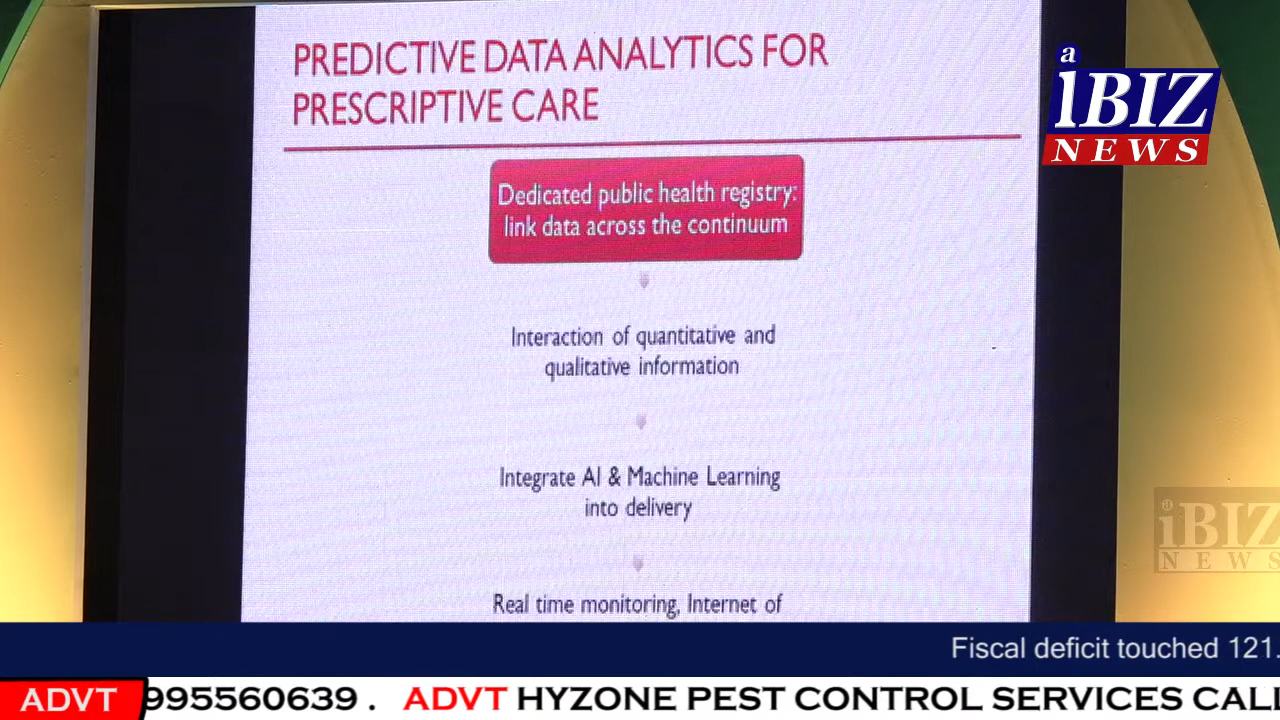 PREDICTIVE DATA ANALYTICS FOR
PRESCRIPTIVE CARE
a
iBIZ
NEWS
Dedicated public health registry:
link data across the continuum
Interaction of quantitative and
qualitative information
Integrate AI & Machine Learning
into delivery
a
iBIZ
NEWS
Real time monitoring, Internet of
Fiscal deficit touched 121.
ADVT 995560639 . ADVT HYZONE PEST CONTROL SERVICES CALL